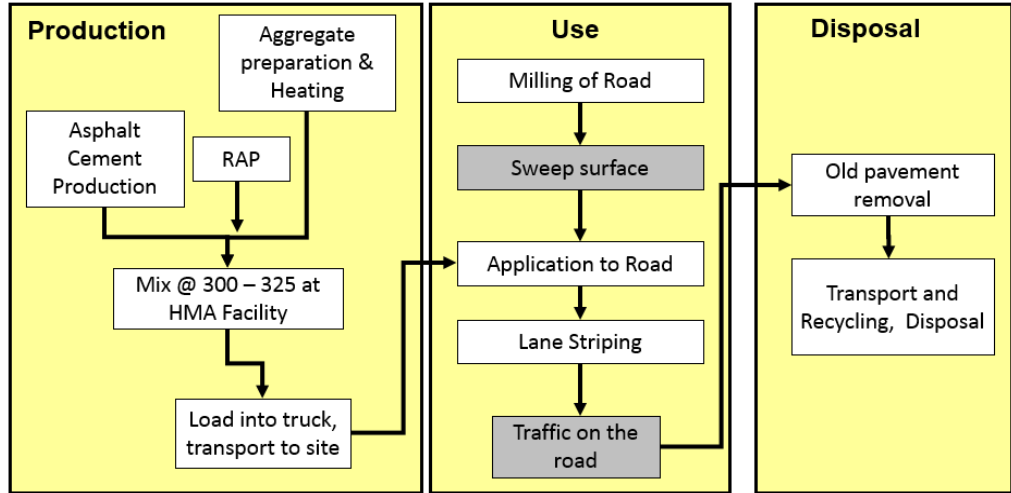 Production
Aggregate
preparation &
Heating
Asphalt
Cement
Production
RAP
Mix @ 300 – 325 at
HMA Facility
Load into truck,
transport to site
Use
Milling of Road
Sweep surface
Application to Road
Lane Striping
Traffic on the
road
Disposal
Old pavement
removal
Transport and
Recycling, Disposal